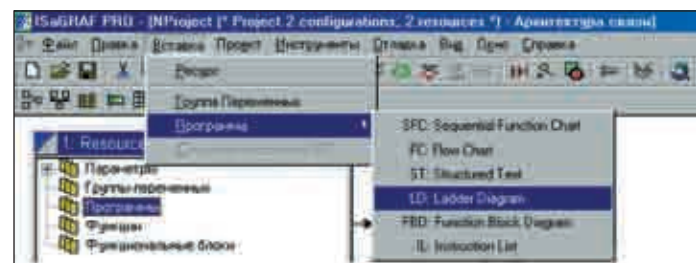 ISaGRAF PRO - [NProject (* Project 2 configurations, 2 resources *) - Архитектура связи]
Файл Правка Вставка Проект Инструменты Отладка Вид Окно Справка
Ресурс
Группа Переменных
Программа
SFC: Sequential Function Chart
FC: Flow Chart
ST: Structured Text
LD: Ladder Diagram
FBD: Function Block Diagram
IL: Instruction List
1: Resource
Параметры
Группы переменных
Программы
Функции
Функциональные блоки